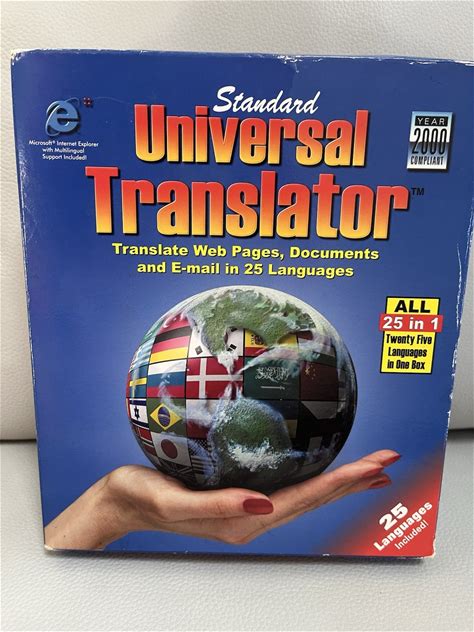 Standard
Universal
Translator™
Microsoft® Internet Explorer
with Multilingual
Support Included!
YEAR
2000
COMPLIANT
Translate Web Pages, Documents
and E-mail in 25 Languages
ALL
25 in 1
Twenty Five
Languages
in One Box
25
Languages
Included!